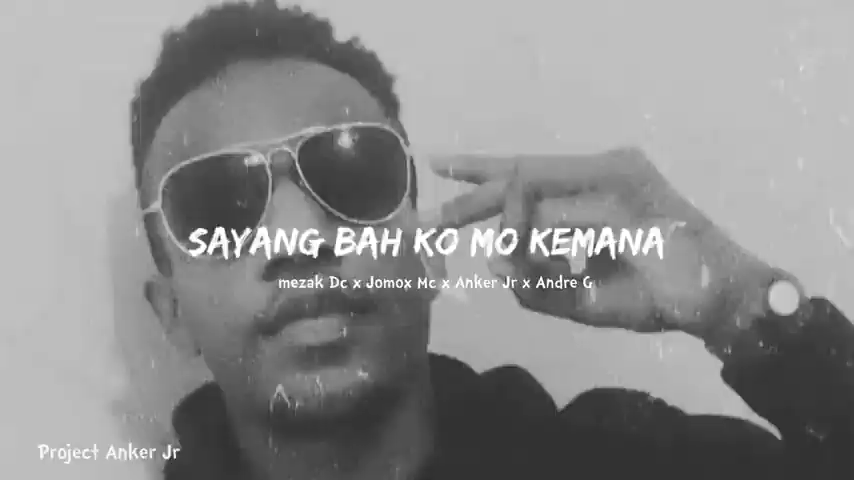 SAYANG BAH KO MO KEMANA
mezak Dc x Jomox Mc x Anker Jr x Andre G
Project Anker Jr